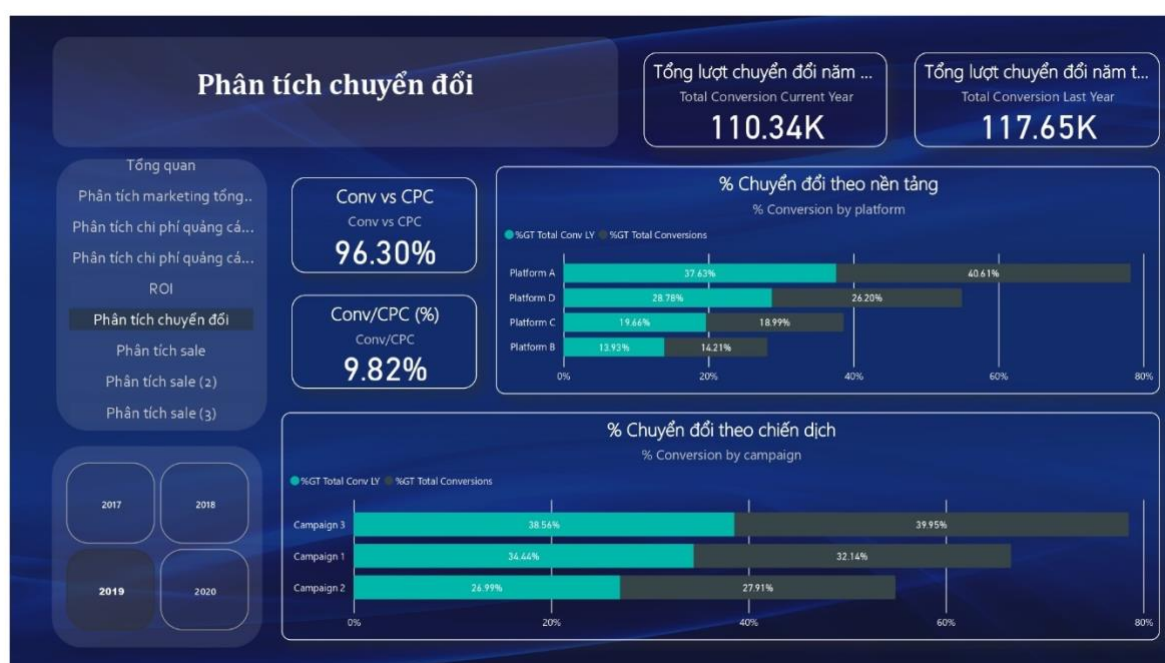 Phân tích chuyển đổi
Tổng lượt chuyển đổi năm ...
Total Conversion Current Year
110.34K
Tổng lượt chuyển đổi năm t...
Total Conversion Last Year
117.65K
Tổng quan
Phân tích marketing tổng..
Phân tích chi phí quảng cá...
Phân tích chi phí quảng cá...
ROI
Phân tích chuyển đổi
Phân tích sale
Phân tích sale (2)
Phân tích sale (3)
2017
2018
2019
2020
Conv vs CPC
Conv vs CPC
96.30%
Conv/CPC (%)
Conv/CPC
9.82%
% Chuyển đổi theo nền tảng
% Conversion by platform
%GT Total Conv LY %GT Total Conversions
Platform A 37.63% 40.61%
Platform D 28.78% 26.20%
Platform C 19.66% 18.99%
Platform B 13.93% 14.21%
0% 20% 40% 60% 80%
% Chuyển đổi theo chiến dịch
% Conversion by campaign
%GT Total Conv LY %GT Total Conversions
Campaign 3 38.56% 39.95%
Campaign 1 34.44% 32.14%
Campaign 2 26.99% 27.91%
0% 20% 40% 60% 80%